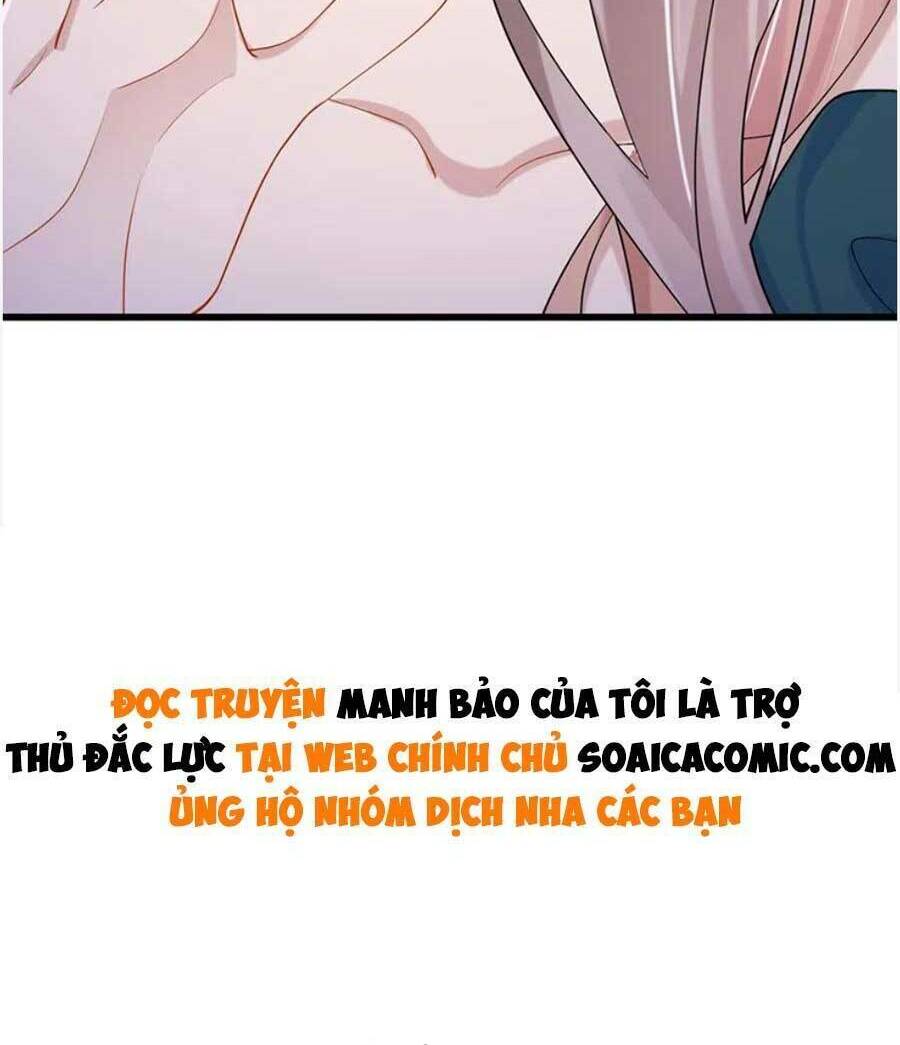 ĐỌC TRUYỆN MANH BẢO CỦA TÔI LÀ TRỢ
THỦ ĐẮC LỰC TẠI WEB CHÍNH CHỦ SOAICACOMIC.COM
ỦNG HỘ NHÓM DỊCH NHA CÁC BẠN